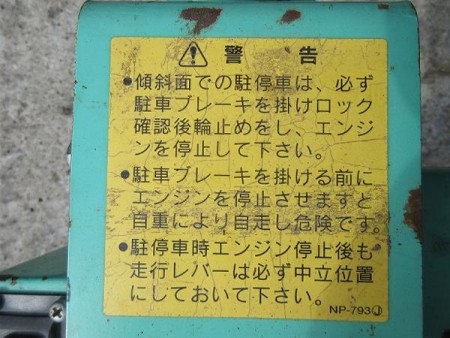 警告
●傾斜面での駐停車は、必ず
駐車ブレーキを掛けロック
確認後輪止めをし、エンジ
ンを停止して下さい。
●駐車ブレーキを掛ける前に
エンジンを停止させますと
自重により自走し危険です。
●駐停車時エンジン停止後も
走行レバーは必ず中立位置
にしておいて下さい。
NP-793Ⓙ